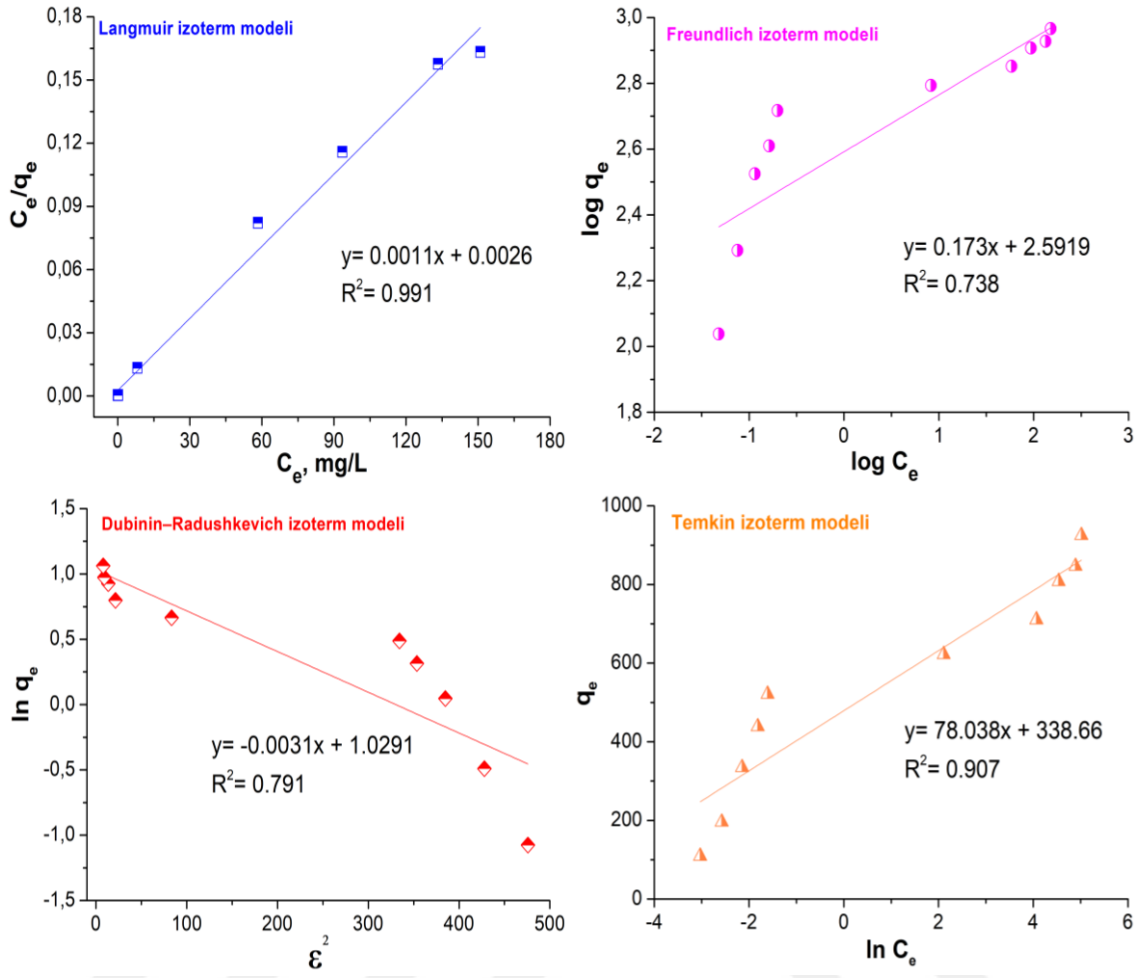 Langmuir izoterm modeli
0,18
0,15
0,12
0,09
0,06
0,03
0,00
Ce/qe
y= 0.0011x + 0.0026
R²= 0.991
0 30 60 90 120 150 180
Ce, mg/L
Freundlich izoterm modeli
3,0
2,8
2,6
2,4
2,2
2,0
1,8
log qe
y= 0.173x + 2.5919
R²= 0.738
-2 -1 0 1 2 3
log Ce
Dubinin–Radushkevich izoterm modeli
1,5
1,0
0,5
0,0
-0,5
-1,0
-1,5
ln qe
y= -0.0031x + 1.0291
R²= 0.791
0 100 200 300 400 500
ε²
Temkin izoterm modeli
1000
800
600
400
200
0
qe
y= 78.038x + 338.66
R²= 0.907
-4 -2 0 2 4 6
ln Ce